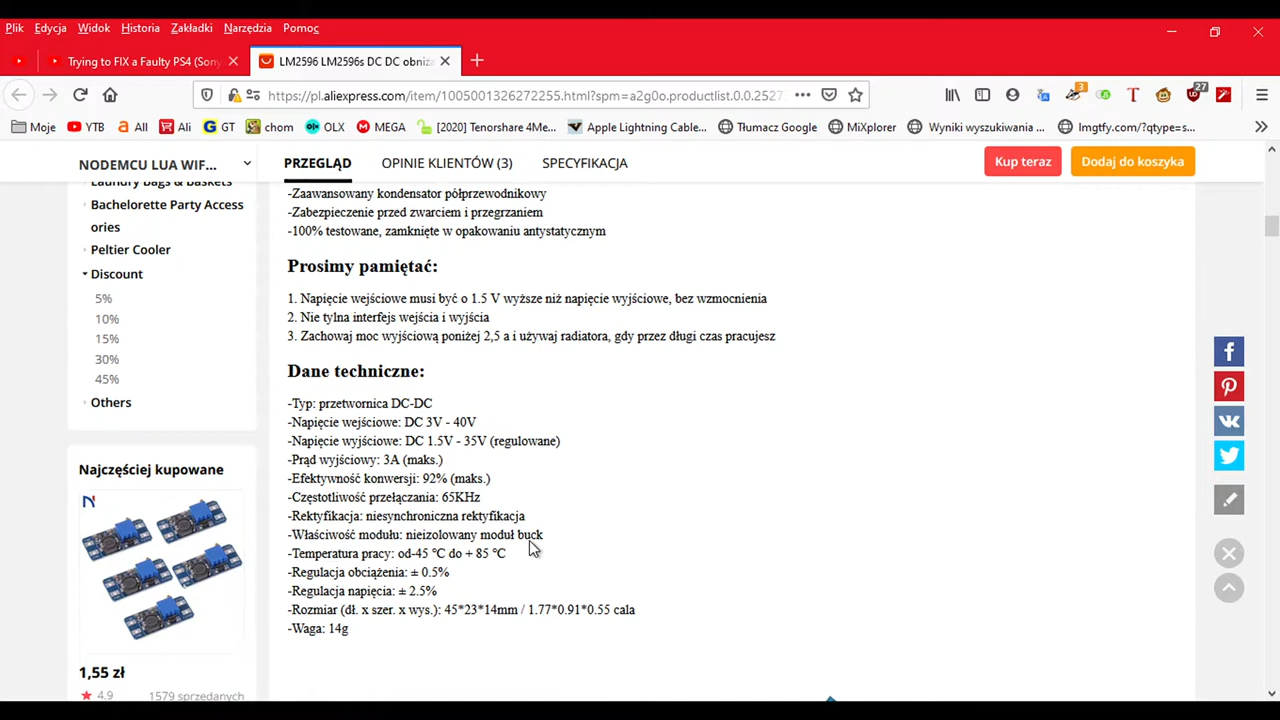 Plik Edycja Widok Historia Zakładki Narzędzia Pomoc
Trying to FIX a Faulty PS4 (Sony
LM2596 LM2596s DC DC obniża
https://pl.aliexpress.com/item/1005001526272255.html?spm=a2g0o.productlist.0.0.2527
3
27
Moje YTB All Ali GT chom OLX MEGA [2020] Tenorshare 4Me... Apple Lightning Cable... Tłumacz Google MiXplorer Wyniki wyszukiwania ... lmgtfy.com/?qtype=s...
NODEMCU LUA WIF...
PRZEGLĄD OPINIE KLIENTÓW (3) SPECYFIKACJA
Kup teraz Dodaj do koszyka
Laundry Bags & Baskets
Bachelorette Party Access
ories
Peltier Cooler
Discount
5%
10%
15%
30%
45%
Others
Najczęściej kupowane
N
1,55 zł
4.9 1579 sprzedanych
-Zaawansowany kondensator półprzewodnikowy
-Zabezpieczenie przed zwarciem i przegrzaniem
-100% testowane, zamknięte w opakowaniu antystatycznym
Prosimy pamiętać:
1. Napięcie wejściowe musi być o 1.5 V wyższe niż napięcie wyjściowe, bez wzmocnienia
2. Nie tylna interfejs wejścia i wyjścia
3. Zachowaj moc wyjściową poniżej 2,5 a i używaj radiatora, gdy przez długi czas pracujesz
Dane techniczne:
-Typ: przetwornica DC-DC
-Napięcie wejściowe: DC 3V - 40V
-Napięcie wyjściowe: DC 1.5V - 35V (regulowane)
-Prąd wyjściowy: 3A (maks.)
-Efektywność konwersji: 92% (maks.)
-Częstotliwość przełączania: 65KHz
-Rektyfikacja: niesynchroniczna rektyfikacja
-Właściwość modułu: nieizolowany moduł buck
-Temperatura pracy: od-45 °C do + 85 °C
-Regulacja obciążenia: ± 0.5%
-Regulacja napięcia: ± 2.5%
-Rozmiar (dł. x szer. x wys.): 45*23*14mm / 1.77*0.91*0.55 cala
-Waga: 14g